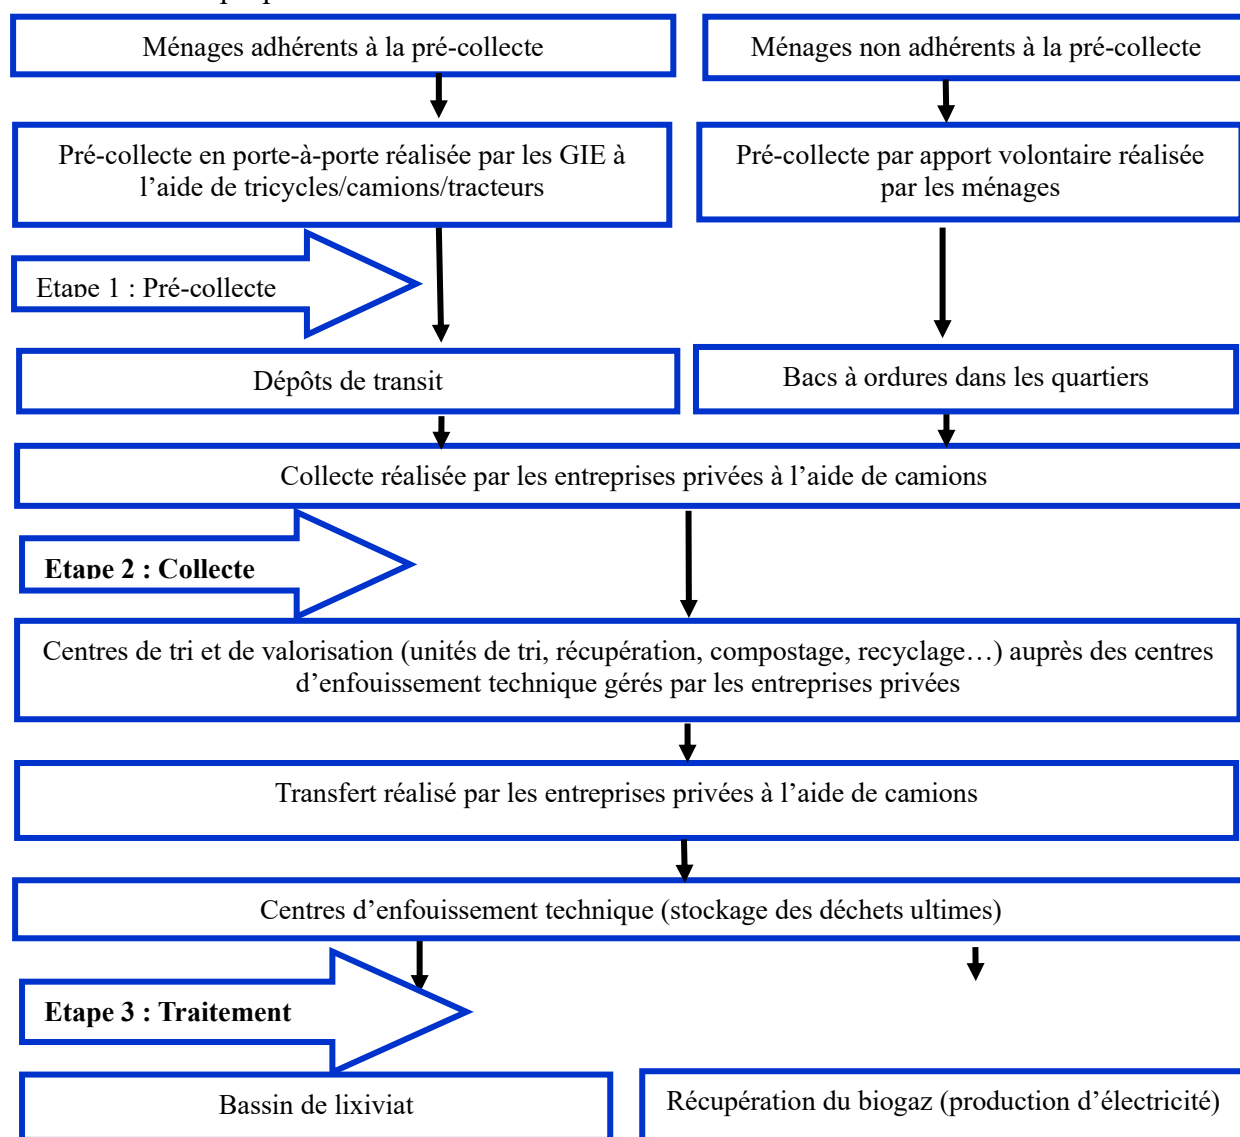 Ménages adhérents à la pré-collecte
Ménages non adhérents à la pré-collecte
Pré-collecte en porte-à-porte réalisée par les GIE à
l’aide de tricycles/camions/tracteurs
Pré-collecte par apport volontaire réalisée
par les ménages
Etape 1 : Pré-collecte
Dépôts de transit
Bacs à ordures dans les quartiers
Collecte réalisée par les entreprises privées à l’aide de camions
Etape 2 : Collecte
Centres de tri et de valorisation (unités de tri, récupération, compostage, recyclage…) auprès des centres
d’enfouissement technique gérés par les entreprises privées
Transfert réalisé par les entreprises privées à l’aide de camions
Centres d’enfouissement technique (stockage des déchets ultimes)
Etape 3 : Traitement
Bassin de lixiviat
Récupération du biogaz (production d’électricité)